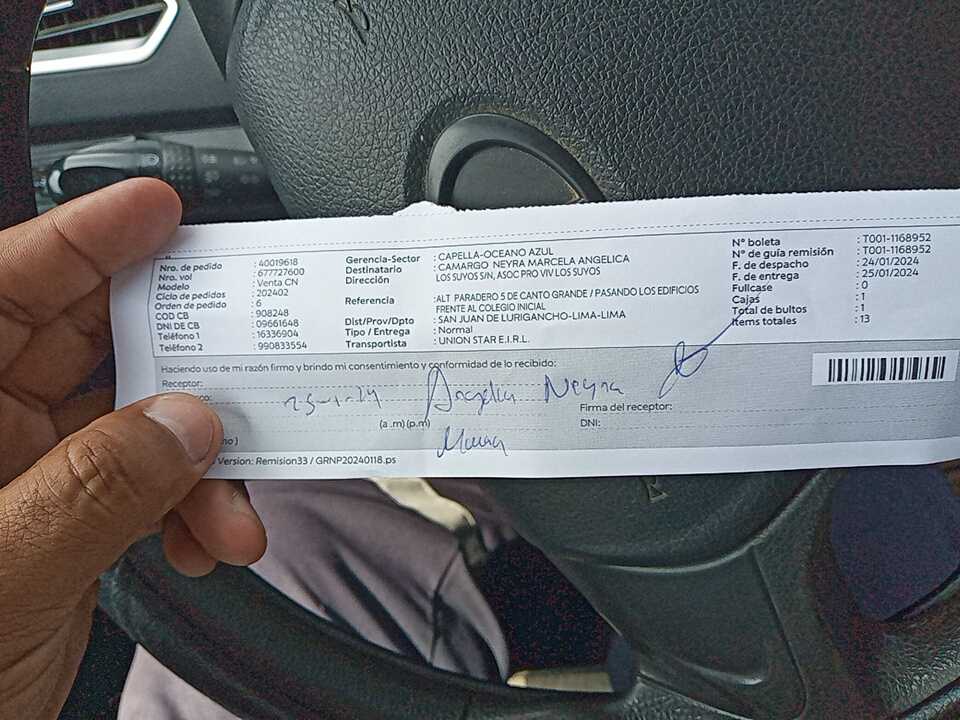 Nro. de pedido : 40019618
Nro. vol : 677727600
Modelo : Venta CN
Ciclo de pedidos : 202402
Orden de pedido : 6
COD CB : 908248
DNI DE CB : 09661648
Teléfono 1 : 16336904
Teléfono 2 : 990833554
Gerencia-Sector : CAPELLA-OCEANO AZUL
Destinatario : CAMARGO NEYRA MARCELA ANGELICA
Dirección LOS SUYOS S/N, ASOC PRO VIV LOS SUYOS
Referencia : ALT PARADERO 5 DE CANTO GRANDE / PASANDO LOS EDIFICIOS
FRENTE AL COLEGIO INICIAL
Dist/Prov/Dpto : SAN JUAN DE LURIGANCHO-LIMA-LIMA
Tipo / Entrega : Normal
Transportista : UNION STAR E.I.R.L.
N° boleta : T001-1168952
N° de guía remisión : T001-1168952
F. de despacho : 24/01/2024
F. de entrega : 25/01/2024
Fullcase : 0
Cajas : 1
Total de bultos : 1
Items totales : 13
Haciendo uso de mi razón firmo y brindo mi consentimiento y conformidad de lo recibido:
Receptor:
Neyra
(a .m) (p.m)
Firma del receptor:
DNI:
Version: Remision33 / GRNP20240118.ps